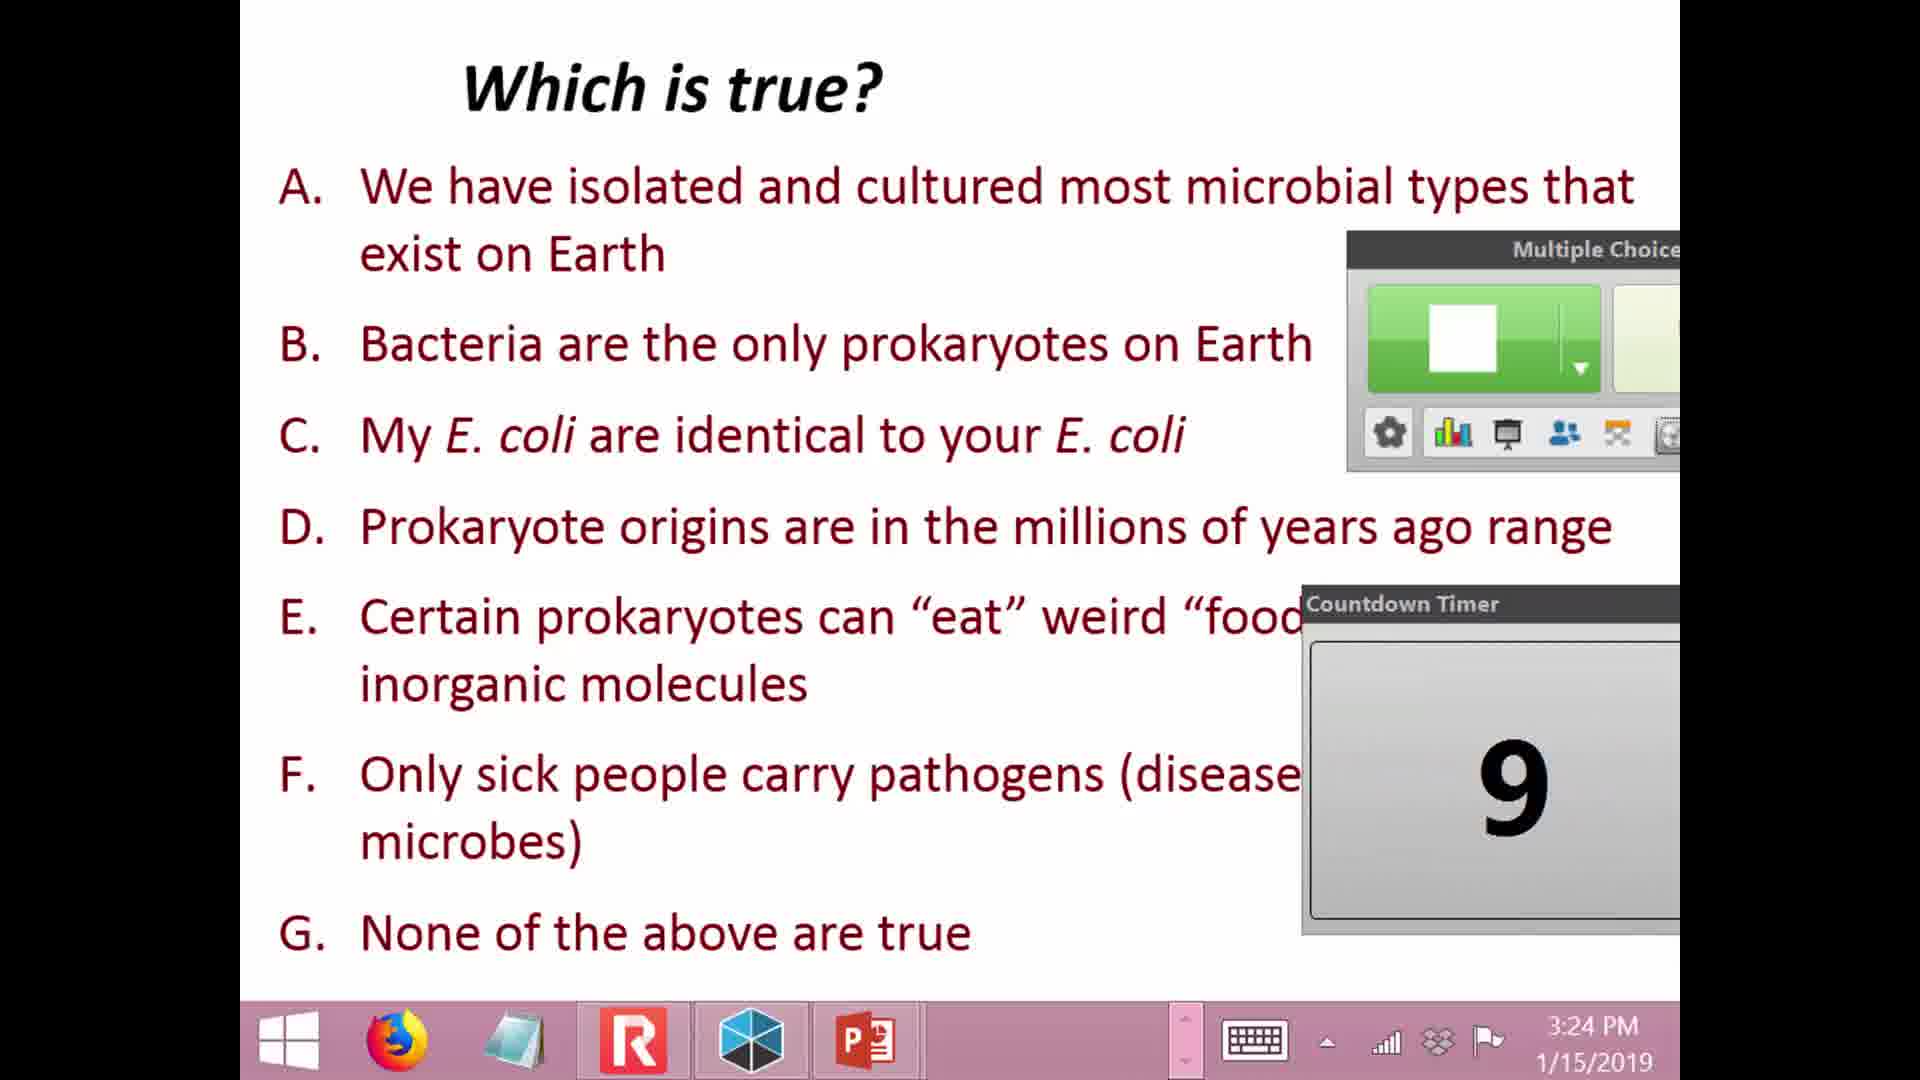 Which is true?
A. We have isolated and cultured most microbial types that
exist on Earth
Multiple Choice
B. Bacteria are the only prokaryotes on Earth
C. My E. coli are identical to your E. coli
D. Prokaryote origins are in the millions of years ago range
E. Certain prokaryotes can “eat” weird “food
inorganic molecules
Countdown Timer
9
F. Only sick people carry pathogens (disease
microbes)
G. None of the above are true
3:24 PM
1/15/2019